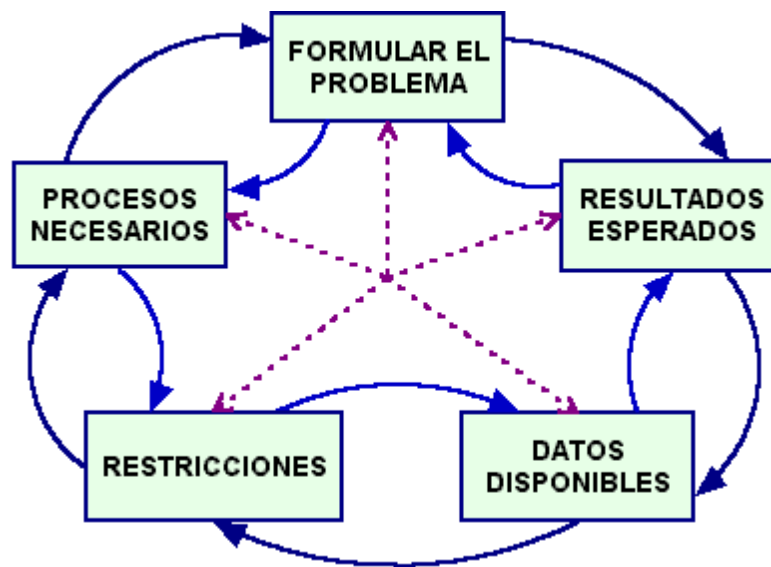 FORMULAR EL
PROBLEMA
PROCESOS
NECESARIOS
RESULTADOS
ESPERADOS
RESTRICCIONES
DATOS
DISPONIBLES